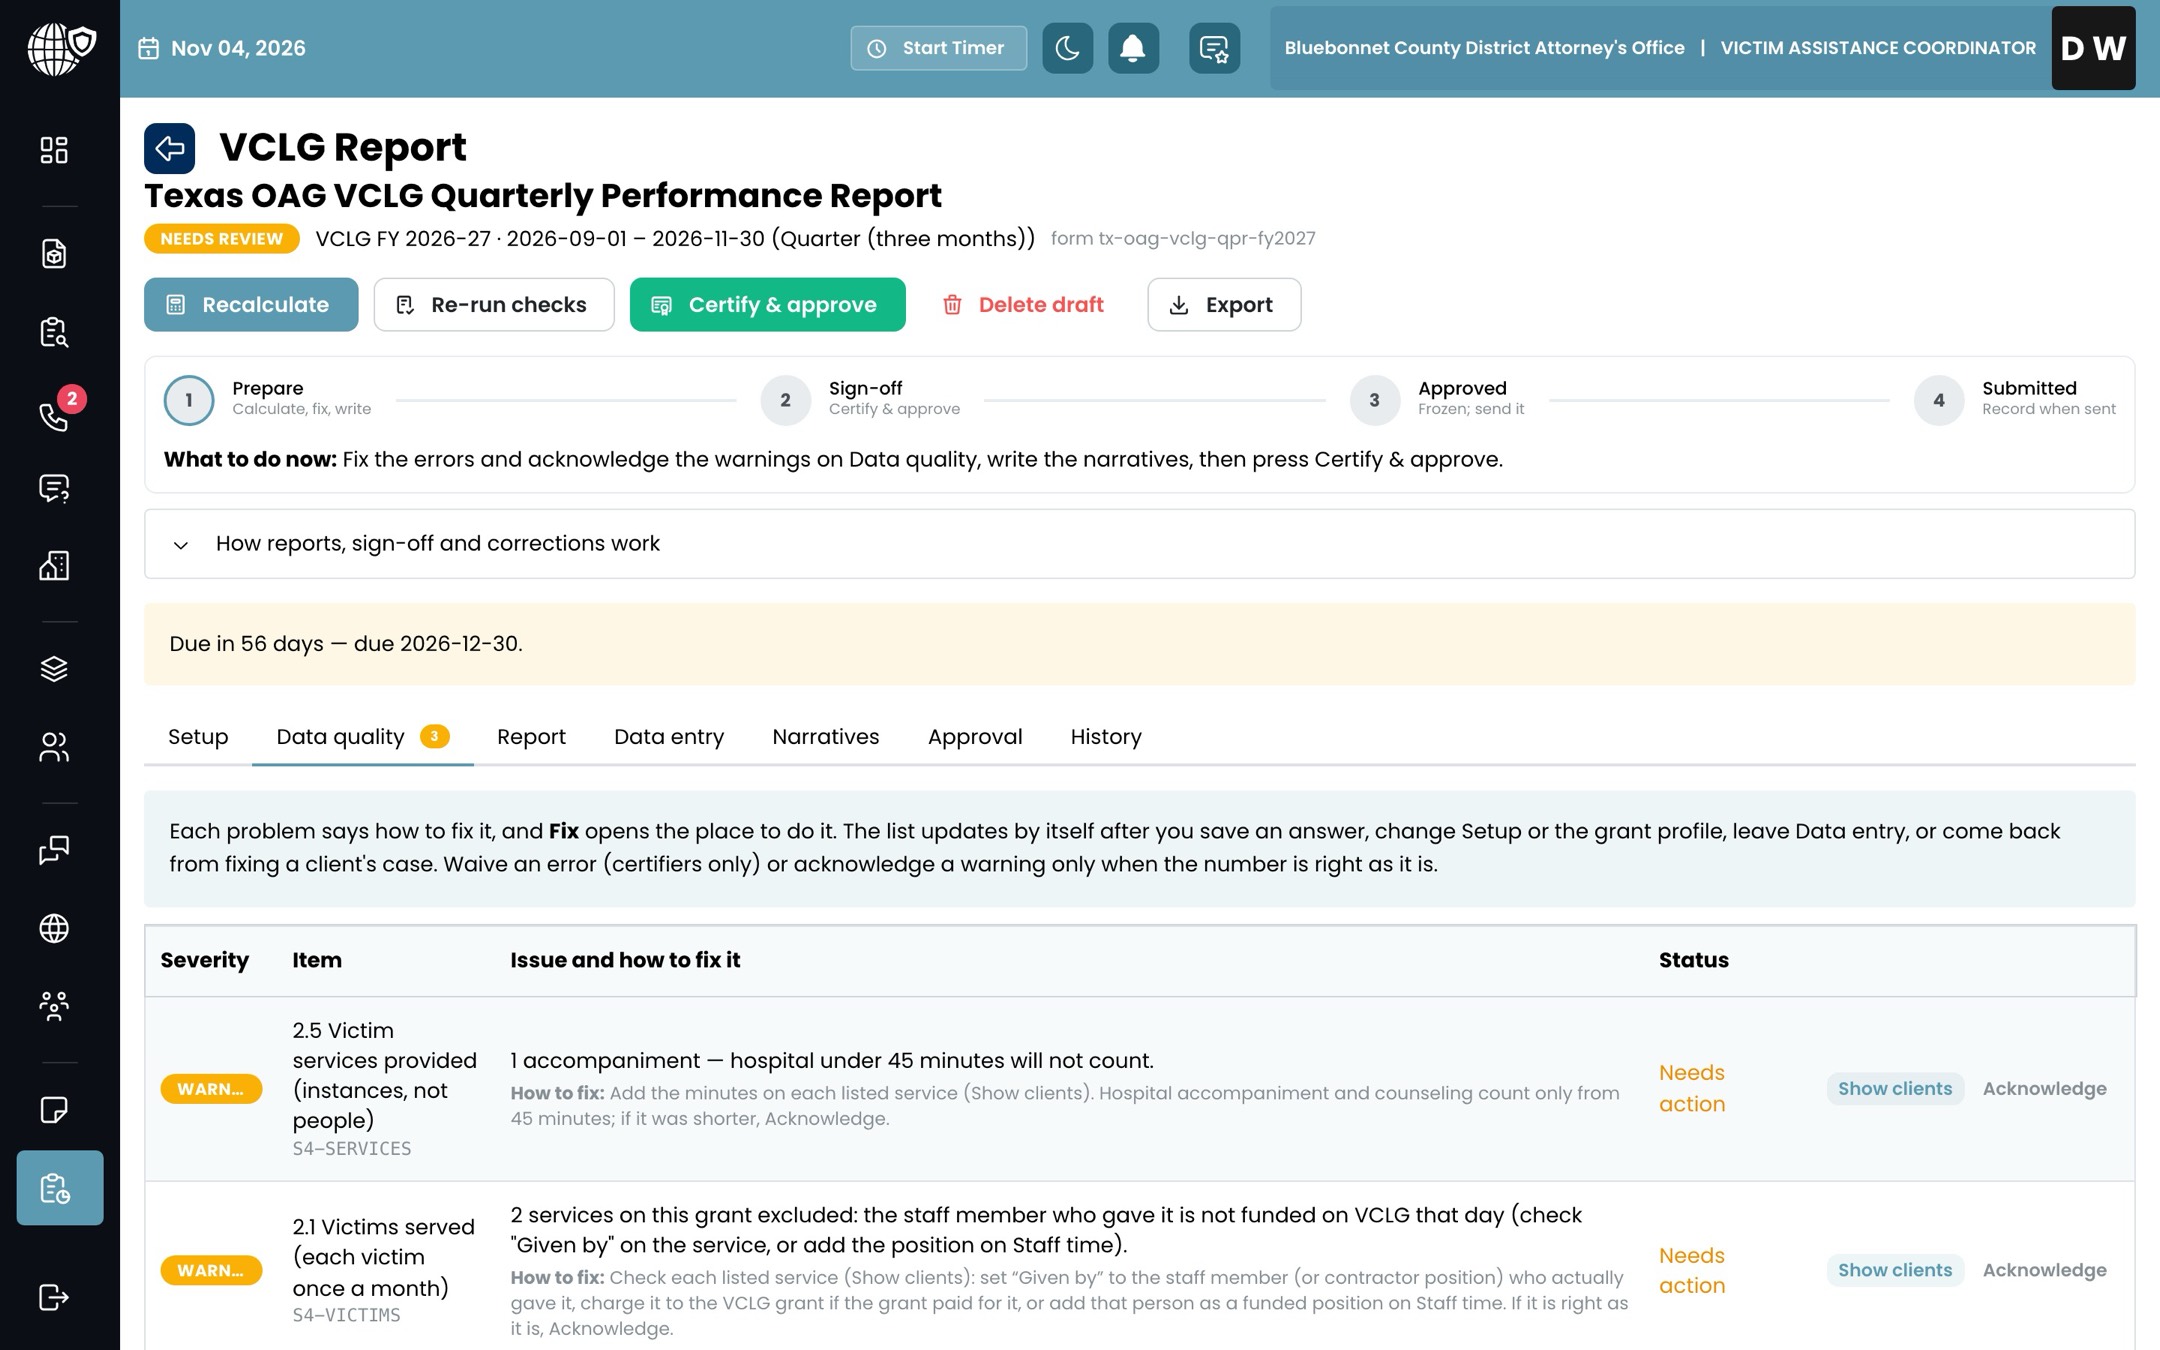 Nov 04, 2026
Start Timer
Bluebonnet County District Attorney's Office | VICTIM ASSISTANCE COORDINATOR
D W
2
VCLG Report
Texas OAG VCLG Quarterly Performance Report
NEEDS REVIEW
VCLG FY 2026-27 · 2026-09-01 – 2026-11-30 (Quarter (three months))
form tx-oag-vclg-qpr-fy2027
Recalculate
Re-run checks
Certify & approve
Delete draft
Export
1
Prepare
Calculate, fix, write
2
Sign-off
Certify & approve
3
Approved
Frozen; send it
4
Submitted
Record when sent
What to do now: Fix the errors and acknowledge the warnings on Data quality, write the narratives, then press Certify & approve.
How reports, sign-off and corrections work
Due in 56 days — due 2026-12-30.
Setup
Data quality 3
Report
Data entry
Narratives
Approval
History
Each problem says how to fix it, and Fix opens the place to do it. The list updates by itself after you save an answer, change Setup or the grant profile, leave Data entry, or come back
from fixing a client's case. Waive an error (certifiers only) or acknowledge a warning only when the number is right as it is.
Severity
Item
Issue and how to fix it
Status
WARN...
2.5 Victim
services provided
(instances, not
people)
S4-SERVICES
1 accompaniment — hospital under 45 minutes will not count.
How to fix: Add the minutes on each listed service (Show clients). Hospital accompaniment and counseling count only from
45 minutes; if it was shorter, Acknowledge.
Needs
action
Show clients
Acknowledge
WARN...
2.1 Victims served
(each victim
once a month)
S4-VICTIMS
2 services on this grant excluded: the staff member who gave it is not funded on VCLG that day (check
"Given by" on the service, or add the position on Staff time).
How to fix: Check each listed service (Show clients): set “Given by” to the staff member (or contractor position) who actually
gave it, charge it to the VCLG grant if the grant paid for it, or add that person as a funded position on Staff time. If it is right as
it is, Acknowledge.
Needs
action
Show clients
Acknowledge